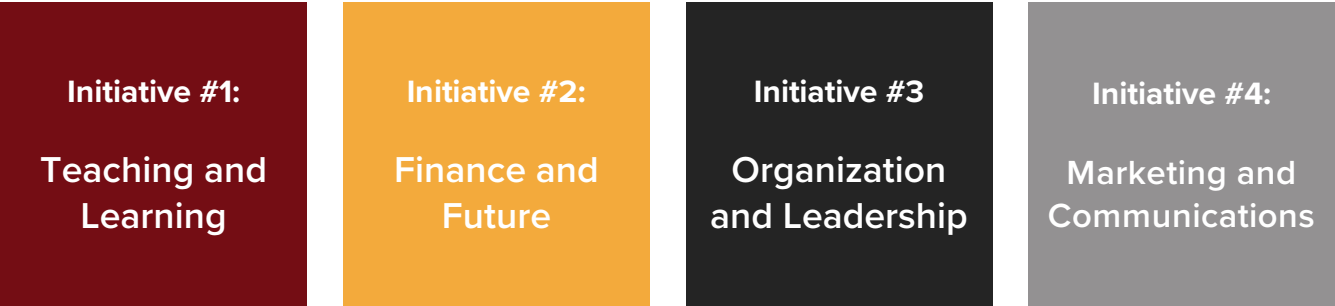 Initiative #1:
Teaching and
Learning
Initiative #2:
Finance and
Future
Initiative #3
Organization
and Leadership
Initiative #4:
Marketing and
Communications